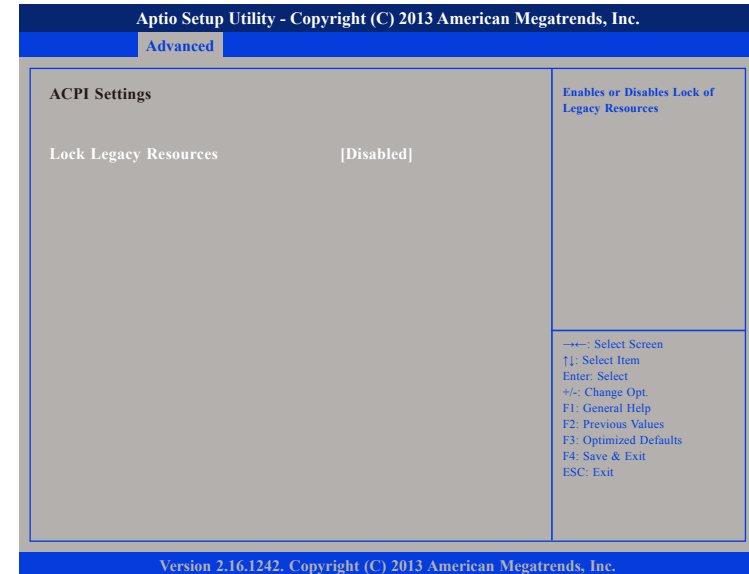 Aptio Setup Utility - Copyright (C) 2013 American Megatrends, Inc.
Advanced
ACPI Settings
Lock Legacy Resources [Disabled]
Enables or Disables Lock of
Legacy Resources
→←: Select Screen
↑↓: Select Item
Enter: Select
+/-: Change Opt.
F1: General Help
F2: Previous Values
F3: Optimized Defaults
F4: Save & Exit
ESC: Exit
Version 2.16.1242. Copyright (C) 2013 American Megatrends, Inc.